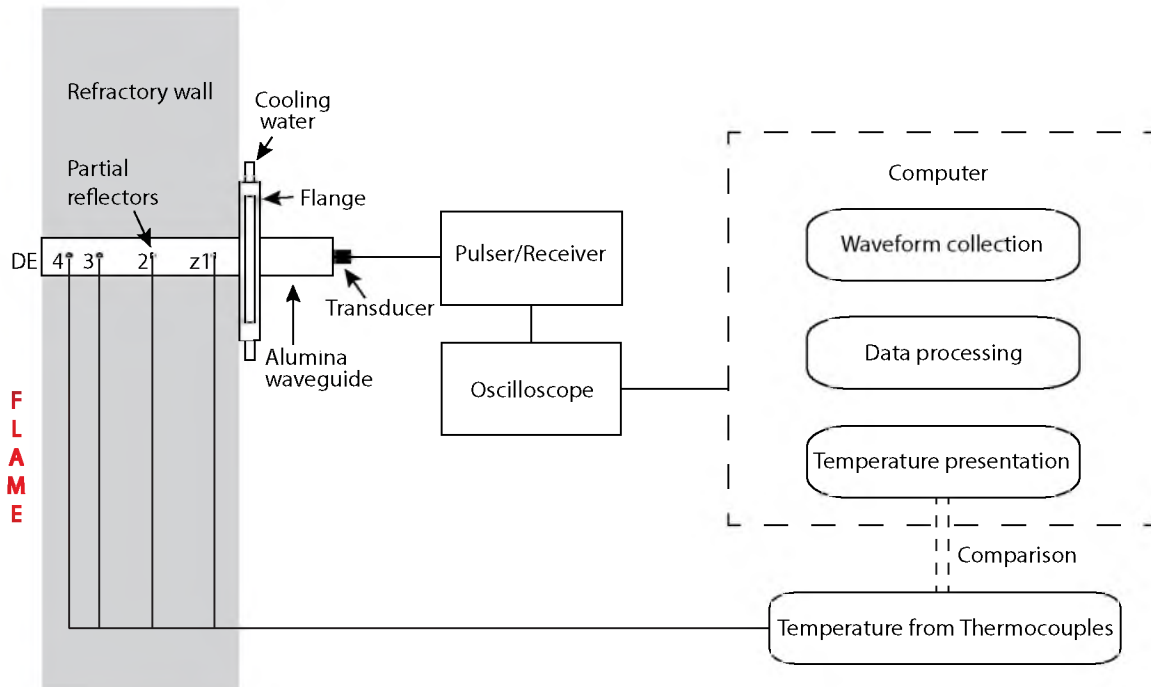 Refractory wall
Cooling
water
Partial
reflectors
Flange
DE 4 3 2 z1
Transducer
Alumina
waveguide
Pulser/Receiver
Oscilloscope
Computer
Waveform collection
Data processing
Temperature presentation
Comparison
Temperature from Thermocouples
F
L
A
M
E